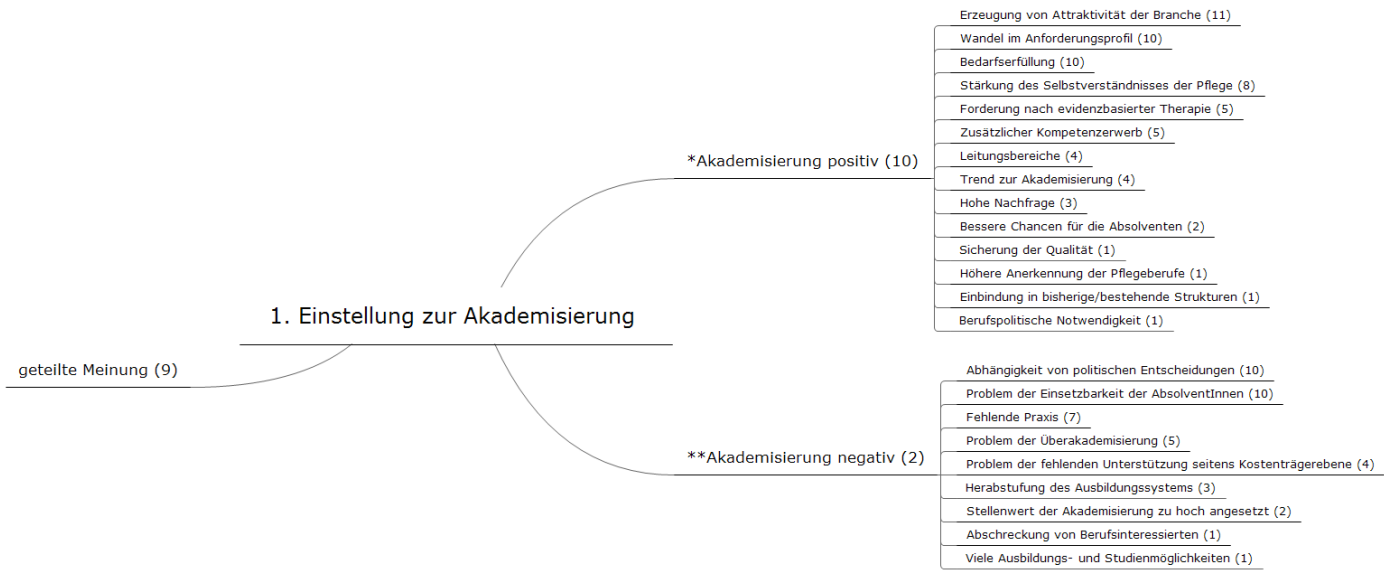 1. Einstellung zur Akademisierung
geteilte Meinung (9)
*Akademisierung positiv (10)
Erzeugung von Attraktivität der Branche (11)
Wandel im Anforderungsprofil (10)
Bedarfserfüllung (10)
Stärkung des Selbstverständnisses der Pflege (8)
Forderung nach evidenzbasierter Therapie (5)
Zusätzlicher Kompetenzerwerb (5)
Leitungsbereiche (4)
Trend zur Akademisierung (4)
Hohe Nachfrage (3)
Bessere Chancen für die Absolventen (2)
Sicherung der Qualität (1)
Höhere Anerkennung der Pflegeberufe (1)
Einbindung in bisherige/bestehende Strukturen (1)
Berufspolitische Notwendigkeit (1)
**Akademisierung negativ (2)
Abhängigkeit von politischen Entscheidungen (10)
Problem der Einsetzbarkeit der AbsolventInnen (10)
Fehlende Praxis (7)
Problem der Überakademisierung (5)
Problem der fehlenden Unterstützung seitens Kostenträgerebene (4)
Herabstufung des Ausbildungssystems (3)
Stellenwert der Akademisierung zu hoch angesetzt (2)
Abschreckung von Berufsinteressierten (1)
Viele Ausbildungs- und Studienmöglichkeiten (1)